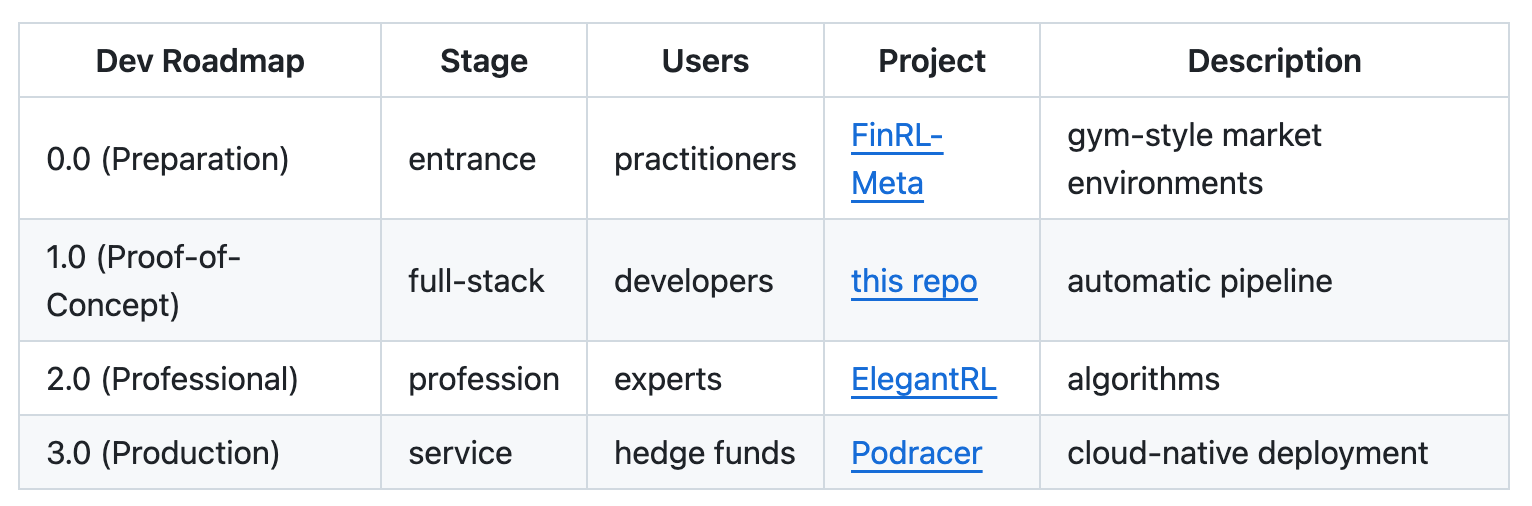 Dev Roadmap Stage Users Project Description
0.0 (Preparation) entrance practitioners FinRL-
Meta gym-style market
environments
1.0 (Proof-of-
Concept) full-stack developers this repo automatic pipeline
2.0 (Professional) profession experts ElegantRL algorithms
3.0 (Production) service hedge funds Podracer cloud-native deployment